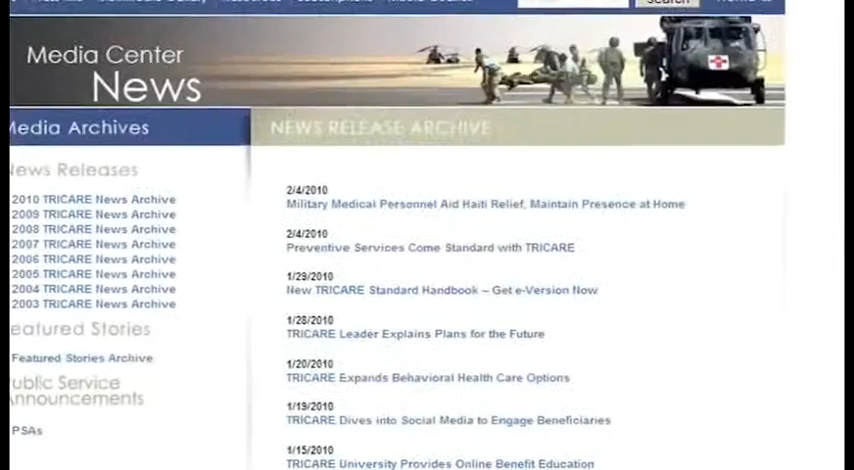 search
Media Center
News
Media Archives
NEWS RELEASE ARCHIVE
News Releases
2010 TRICARE News Archive
2009 TRICARE News Archive
2008 TRICARE News Archive
2007 TRICARE News Archive
2006 TRICARE News Archive
2005 TRICARE News Archive
2004 TRICARE News Archive
2003 TRICARE News Archive
Featured Stories
Featured Stories Archive
Public Service
Announcements
PSAs
2/4/2010
Military Medical Personnel Aid Haiti Relief, Maintain Presence at Home
2/4/2010
Preventive Services Come Standard with TRICARE
1/29/2010
New TRICARE Standard Handbook – Get e-Version Now
1/28/2010
TRICARE Leader Explains Plans for the Future
1/20/2010
TRICARE Expands Behavioral Health Care Options
1/19/2010
TRICARE Dives into Social Media to Engage Beneficiaries
1/15/2010
TRICARE University Provides Online Benefit Education